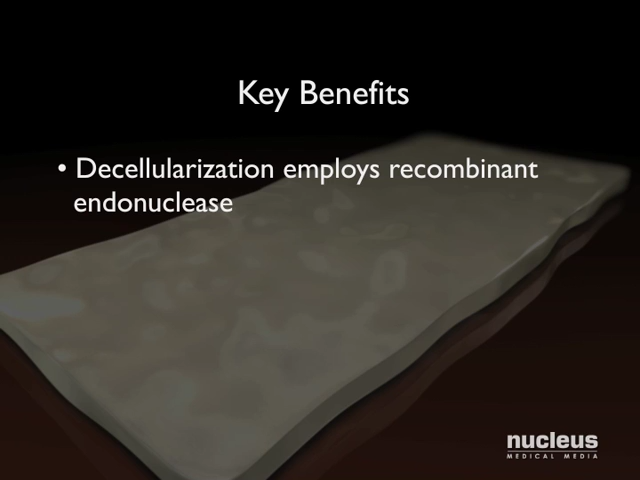 Key Benefits
• Decellularization employs recombinant
endonuclease
nucleus
MEDICAL MEDIA